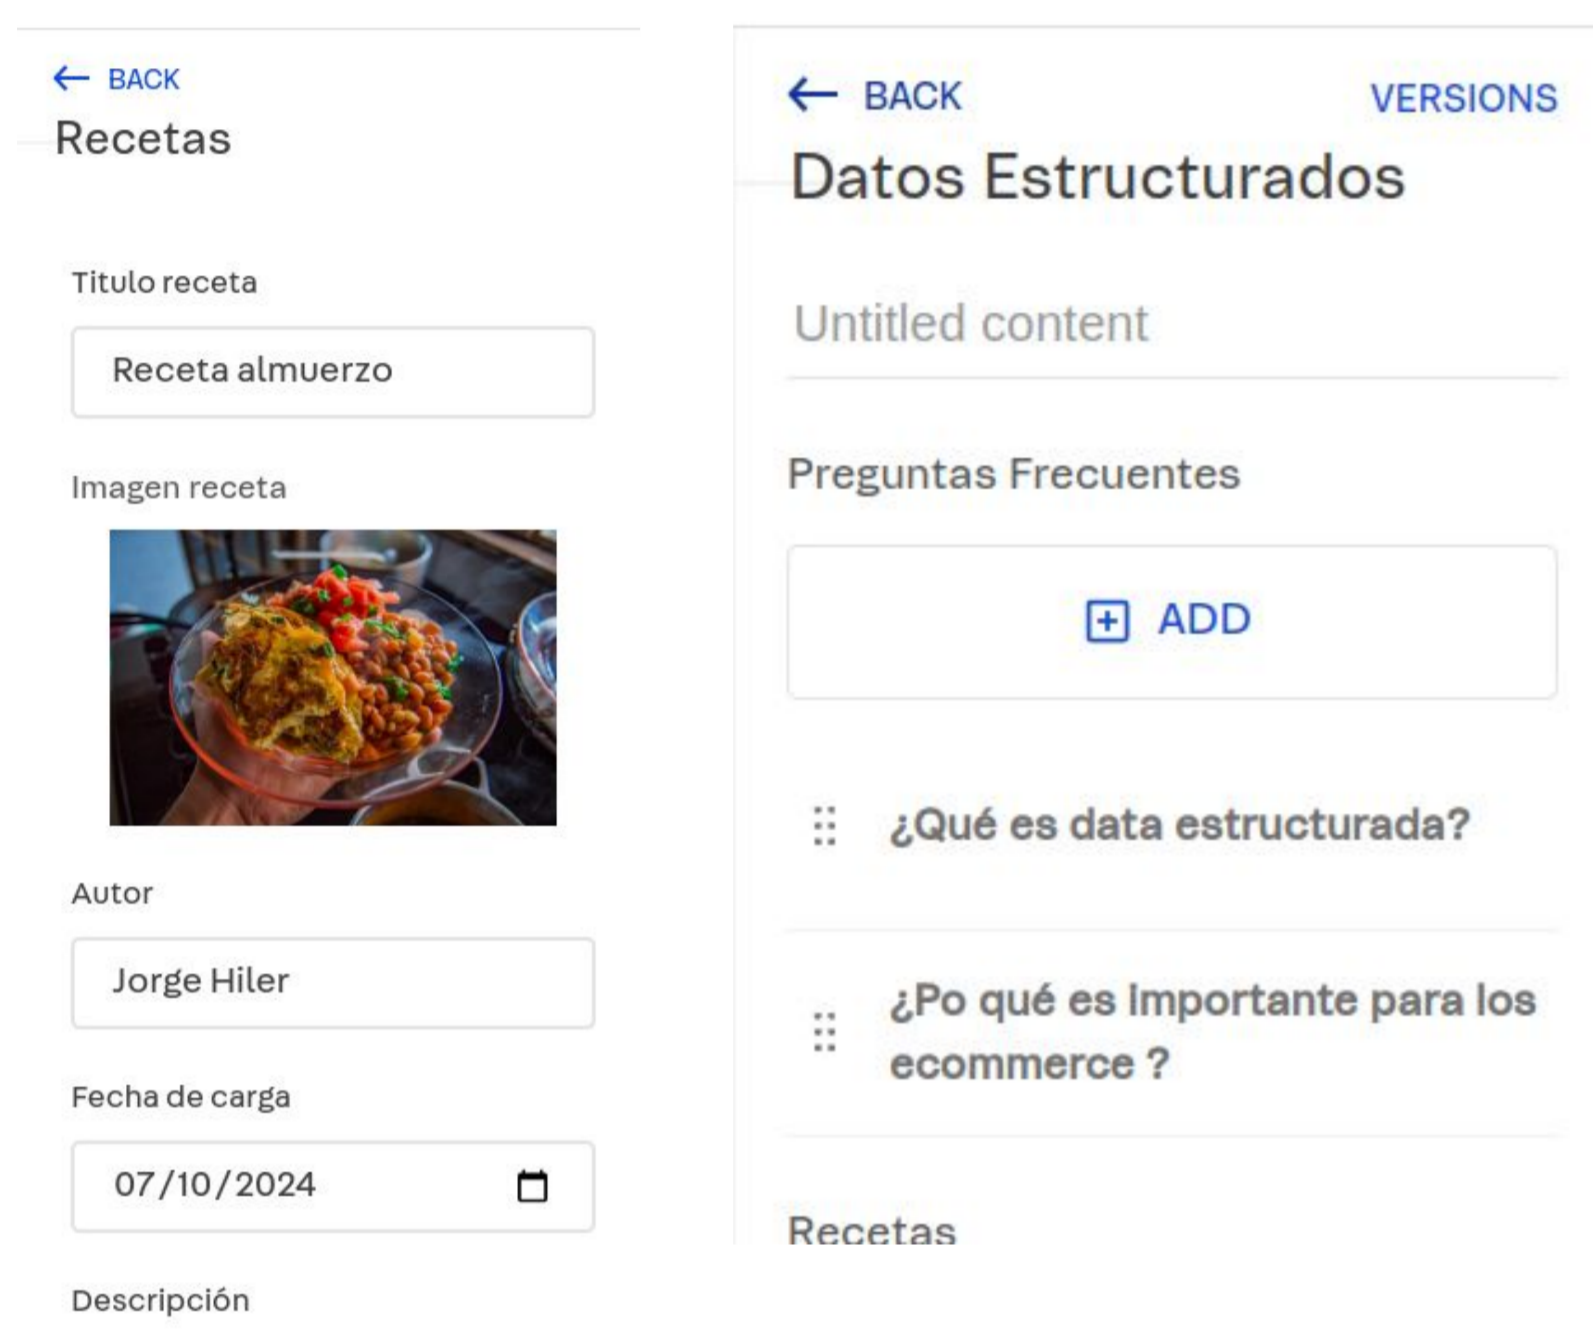 BACK
Recetas
Titulo receta
Receta almuerzo
Imagen receta
Autor
Jorge Hiler
Fecha de carga
07/10/2024
Descripción
BACK
VERSIONS
Datos Estructurados
Untitled content
Preguntas Frecuentes
ADD
¿Qué es data estructurada?
¿Po qué es importante para los
ecommerce ?
Recetas